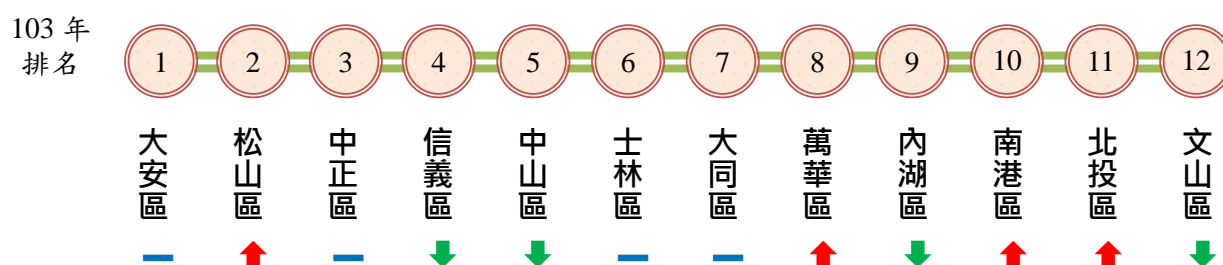 103 年
排名
1 2 3 4 5 6 7 8 9 10 11 12
大安區
松山區
中正區
信義區
中山區
士林區
大同區
萬華區
內湖區
南港區
北投區
文山區